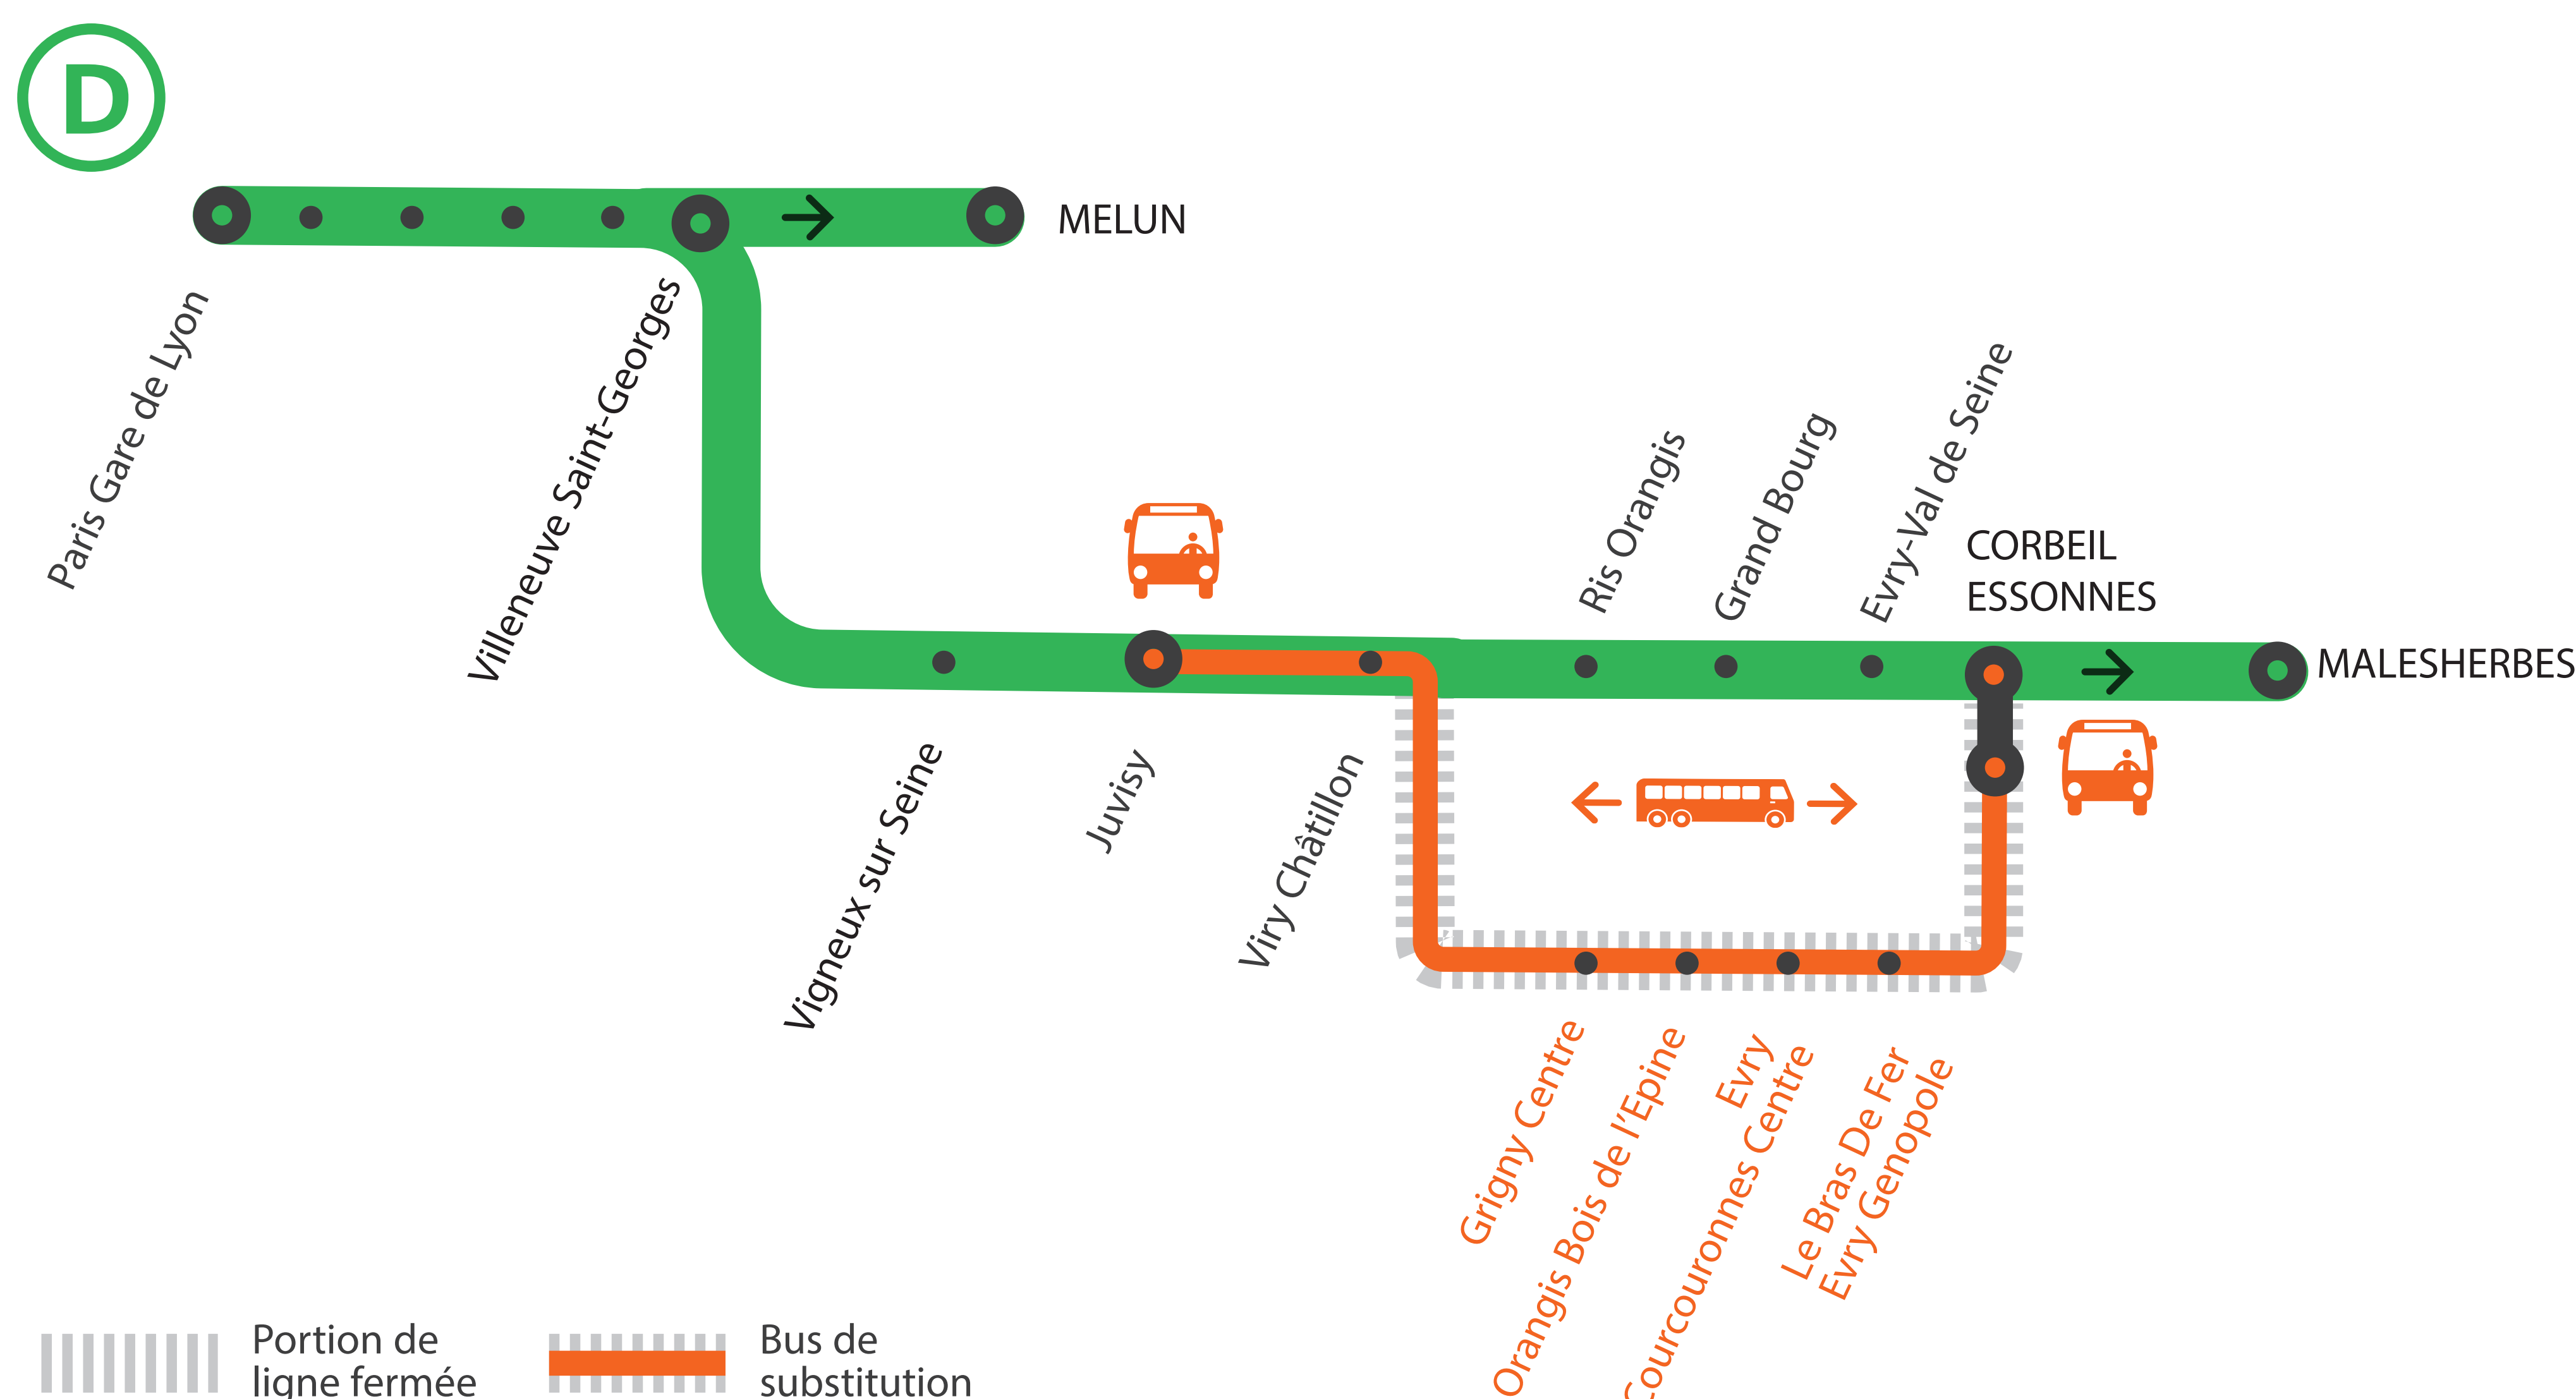 D
MELUN
Paris Gare de Lyon
Villeneuve Saint-Georges
Vigneux sur Seine
Juvisy
Viry Châtillon
Ris Orangis
Grand Bourg
Evry-Val de Seine
CORBEIL
ESSONNES
MALESHERBES
Grigny Centre
Orangis Bois de l'Epine
Evry
Courcouronnes Centre
Le Bras De Fer
Evry Genopole
Portion de
ligne fermée
Bus de
substitution